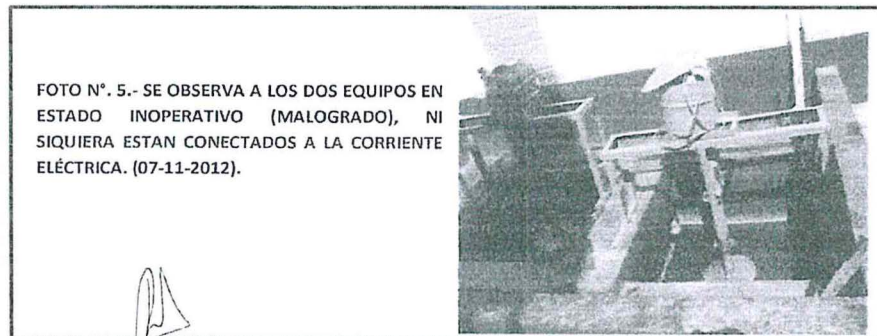 FOTO N°. 5.- SE OBSERVA A LOS DOS EQUIPOS EN
ESTADO INOPERATIVO (MALOGRADO), NI
SIQUIERA ESTAN CONECTADOS A LA CORRIENTE
ELÉCTRICA. (07-11-2012).